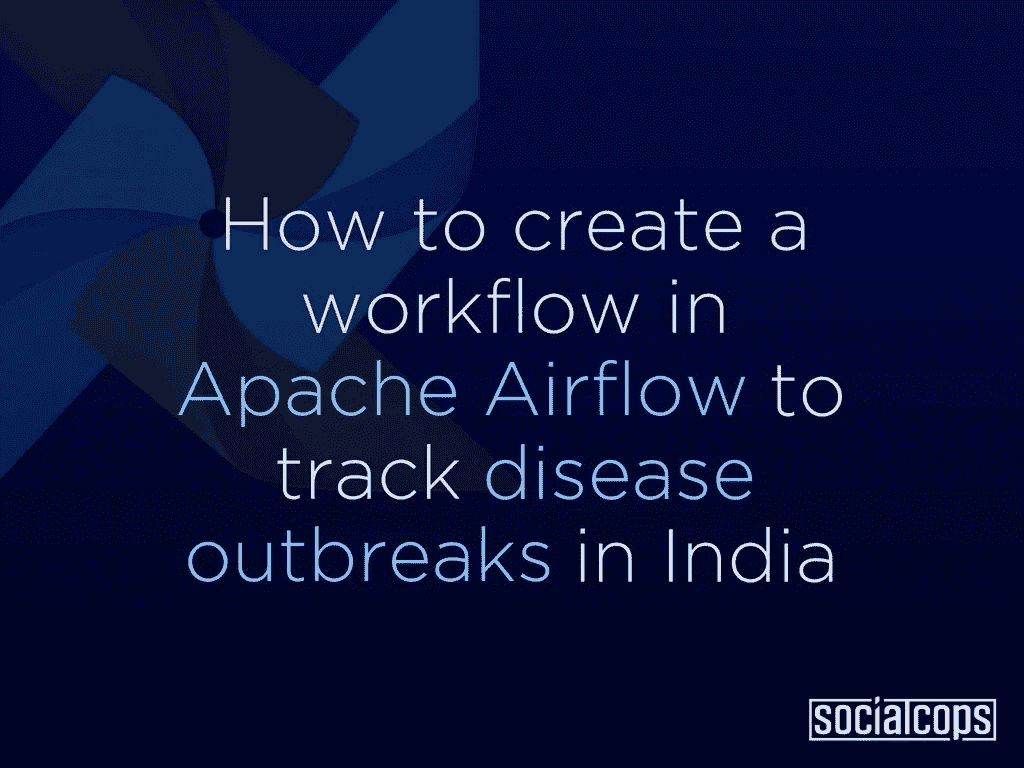 How to create a
workflow in
Apache Airflow to
track disease
outbreaks in India
socialcops